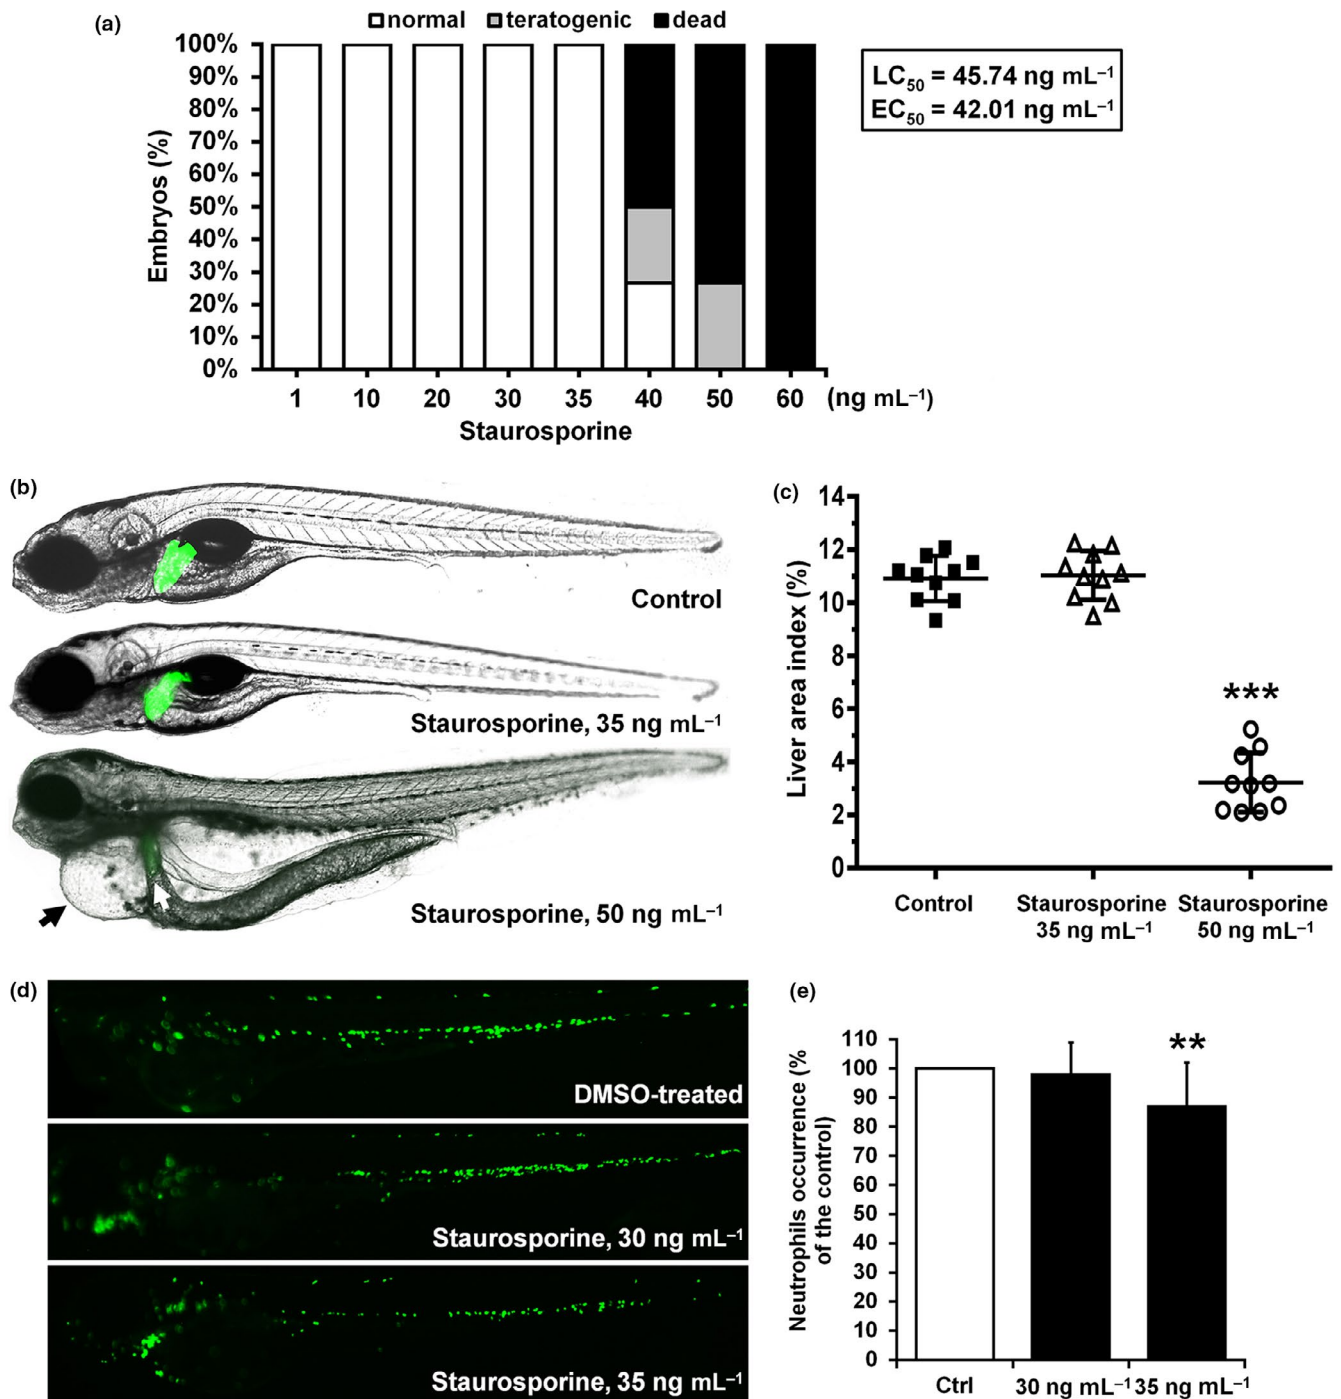 (a)
normal teratogenic dead
100%
90%
80%
70%
60%
50%
40%
30%
20%
10%
0%
Embryos (%)
1 10 20 30 35 40 50 60 (ng mL⁻¹)
Staurosporine
LC₅₀ = 45.74 ng mL⁻¹
EC₅₀ = 42.01 ng mL⁻¹
(b)
Control
Staurosporine, 35 ng mL⁻¹
Staurosporine, 50 ng mL⁻¹
(c)
14
12
10
8
6
4
2
0
Liver area index (%)
***
Control
Staurosporine
35 ng mL⁻¹
Staurosporine
50 ng mL⁻¹
(d)
DMSO-treated
Staurosporine, 30 ng mL⁻¹
Staurosporine, 35 ng mL⁻¹
(e)
110
100
90
80
70
60
50
40
30
20
10
0
Neutrophils occurrence (%
of the control)
**
Ctrl 30 ng mL⁻¹ 35 ng mL⁻¹